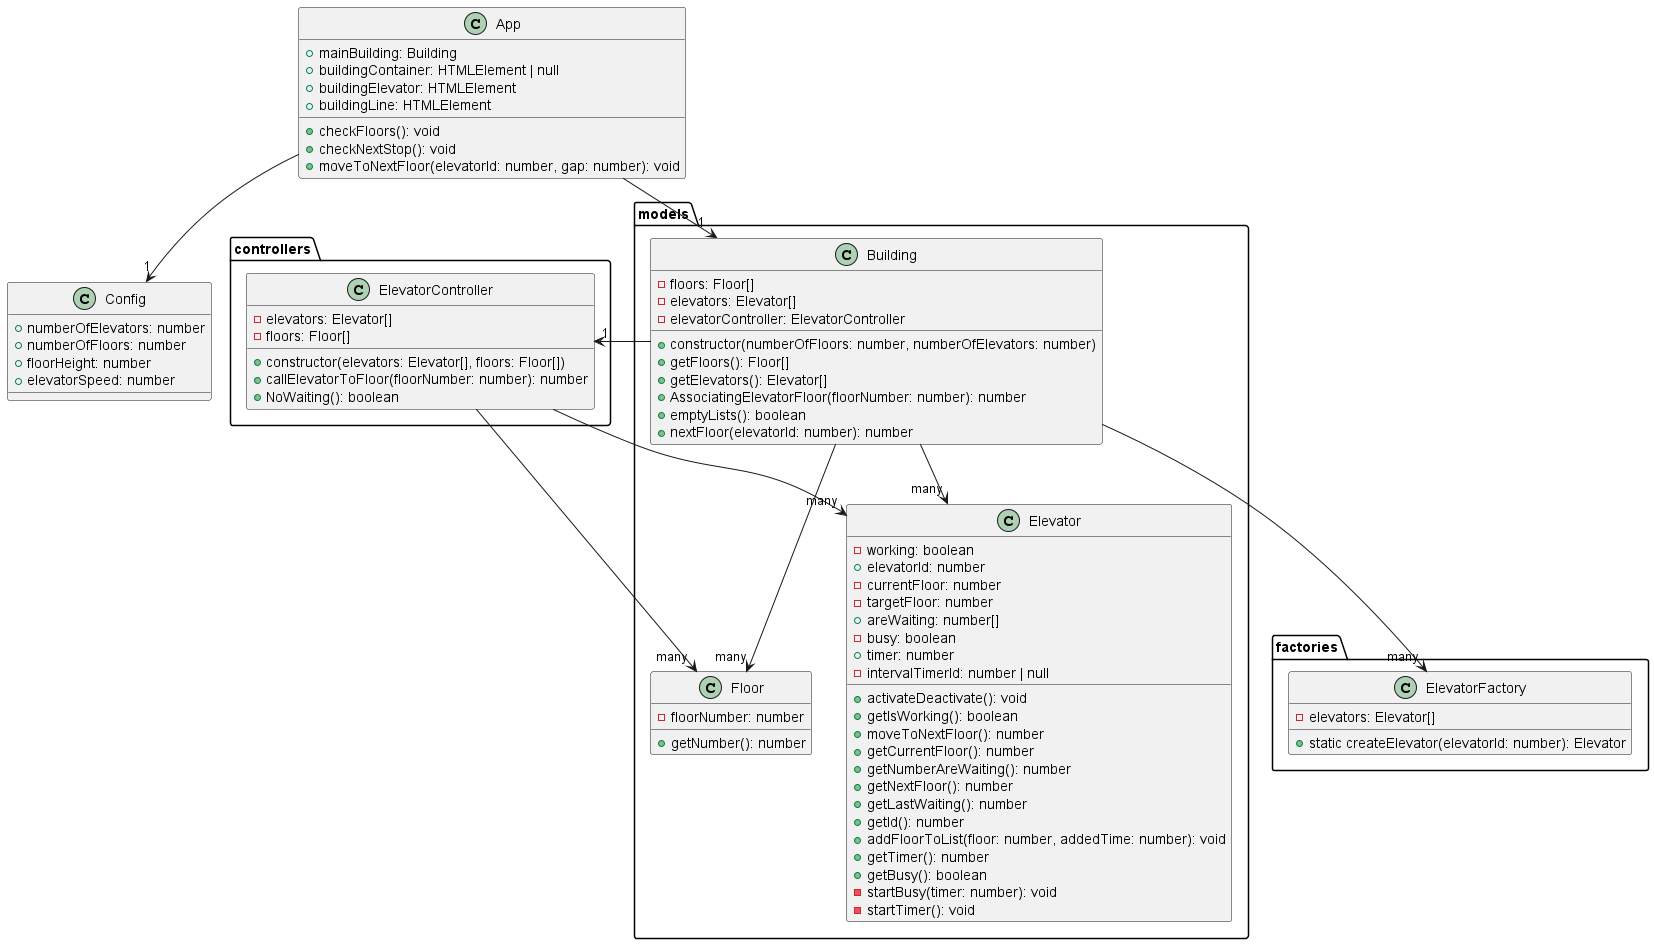 C App
mainBuilding: Building
buildingContainer: HTMLElement | null
buildingElevator: HTMLElement
buildingLine: HTMLElement
checkFloors(): void
checkNextStop(): void
moveToNextFloor(elevatorId: number, gap: number): void
1
C Config
numberOfElevators: number
numberOfFloors: number
floorHeight: number
elevatorSpeed: number
controllers
C ElevatorController
elevators: Elevator[]
floors: Floor[]
constructor(elevators: Elevator[], floors: Floor[])
callElevatorToFloor(floorNumber: number): number
NoWaiting(): boolean
1
models
1
C Building
floors: Floor[]
elevators: Elevator[]
elevatorController: ElevatorController
constructor(numberOfFloors: number, numberOfElevators: number)
getFloors(): Floor[]
getElevators(): Elevator[]
AssociatingElevatorFloor(floorNumber: number): number
emptyLists(): boolean
nextFloor(elevatorId: number): number
many
many
C Elevator
working: boolean
elevatorId: number
currentFloor: number
targetFloor: number
areWaiting: number[]
busy: boolean
timer: number
intervalTimerId: number | null
activateDeactivate(): void
getIsWorking(): boolean
moveToNextFloor(): number
getCurrentFloor(): number
getNumberAreWaiting(): number
getNextFloor(): number
getLastWaiting(): number
getId(): number
addFloorToList(floor: number, addedTime: number): void
getTimer(): number
getBusy(): boolean
startBusy(timer: number): void
startTimer(): void
many
many
C Floor
floorNumber: number
getNumber(): number
factories
many
C ElevatorFactory
elevators: Elevator[]
static createElevator(elevatorId: number): Elevator